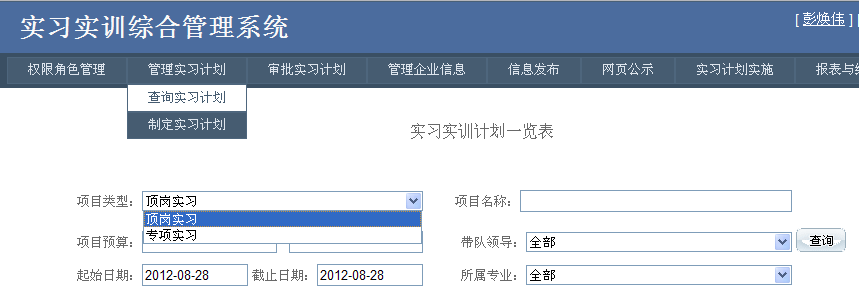 实习实训综合管理系统
[ 彭焕伟 ]
权限角色管理 管理实习计划 审批实习计划 管理企业信息 信息发布 网页公示 实习计划实施 报表与
查询实习计划
制定实习计划
实习实训计划一览表
项目类型： 顶岗实习 项目名称：
顶岗实习
专项实习
项目预算： 带队领导： 全部 查询
起始日期： 2012-08-28 截止日期： 2012-08-28 所属专业： 全部